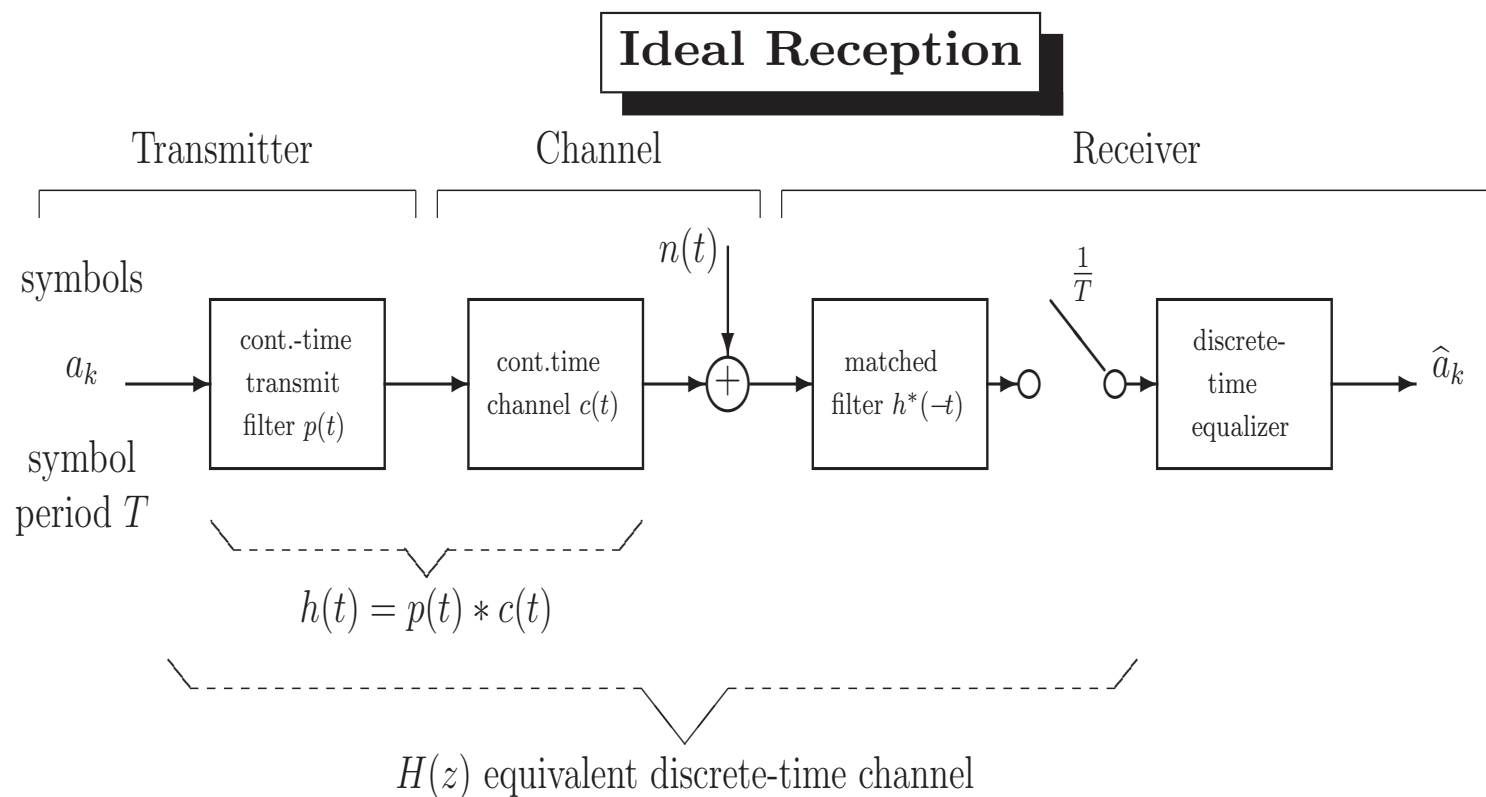 Ideal Reception
Transmitter
Channel
Receiver
n(t)
symbols
1/T
a_k
cont.-time
transmit
filter p(t)
cont.time
channel c(t)
+
matched
filter h*(−t)
discrete-
time
equalizer
â_k
symbol
period T
h(t) = p(t) ∗ c(t)
H(z) equivalent discrete-time channel